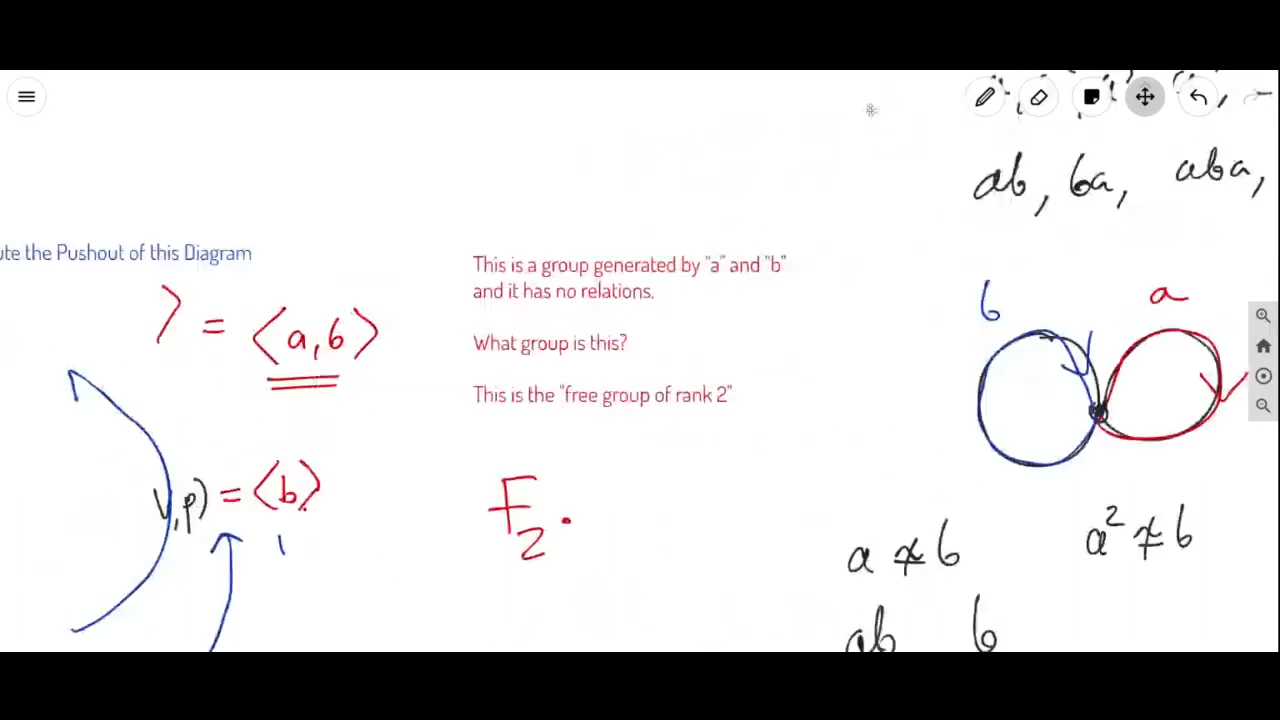 ab, ba, aba,
ute the Pushout of this Diagram
⟩ = ⟨a, b⟩
This is a group generated by "a" and "b"
and it has no relations.
What group is this?
This is the "free group of rank 2"
b
a
, p) = ⟨b⟩
F₂.
a ≄ b
a² ≄ b
ab
b